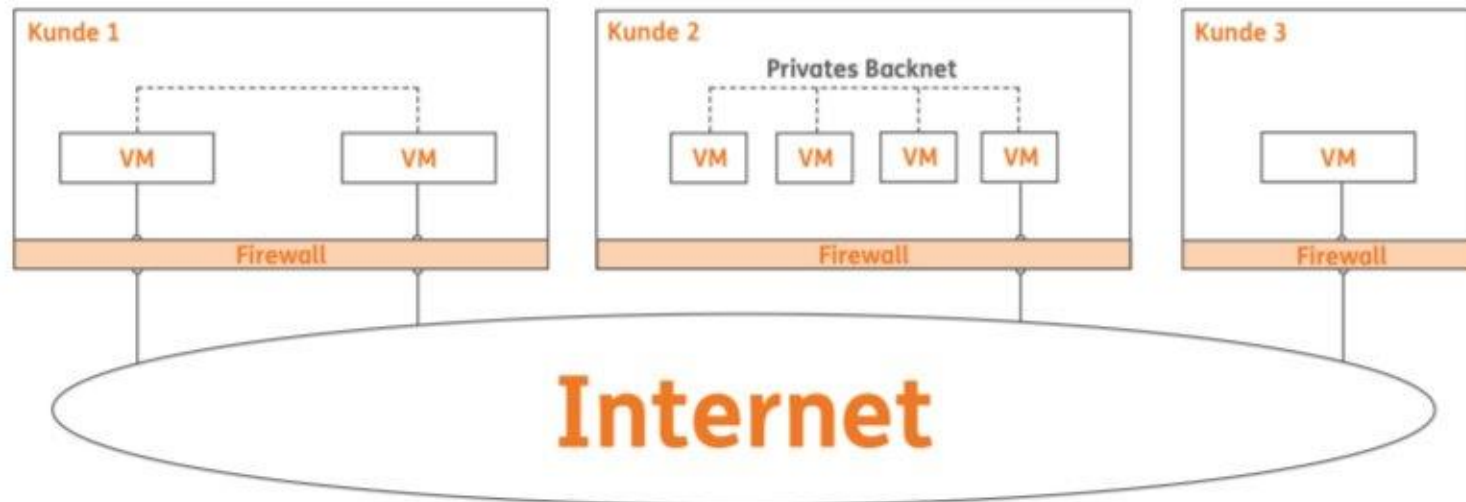 Kunde 1
VM
VM
Firewall
Kunde 2
Privates Backnet
VM
VM
VM
VM
Firewall
Kunde 3
VM
Firewall
Internet